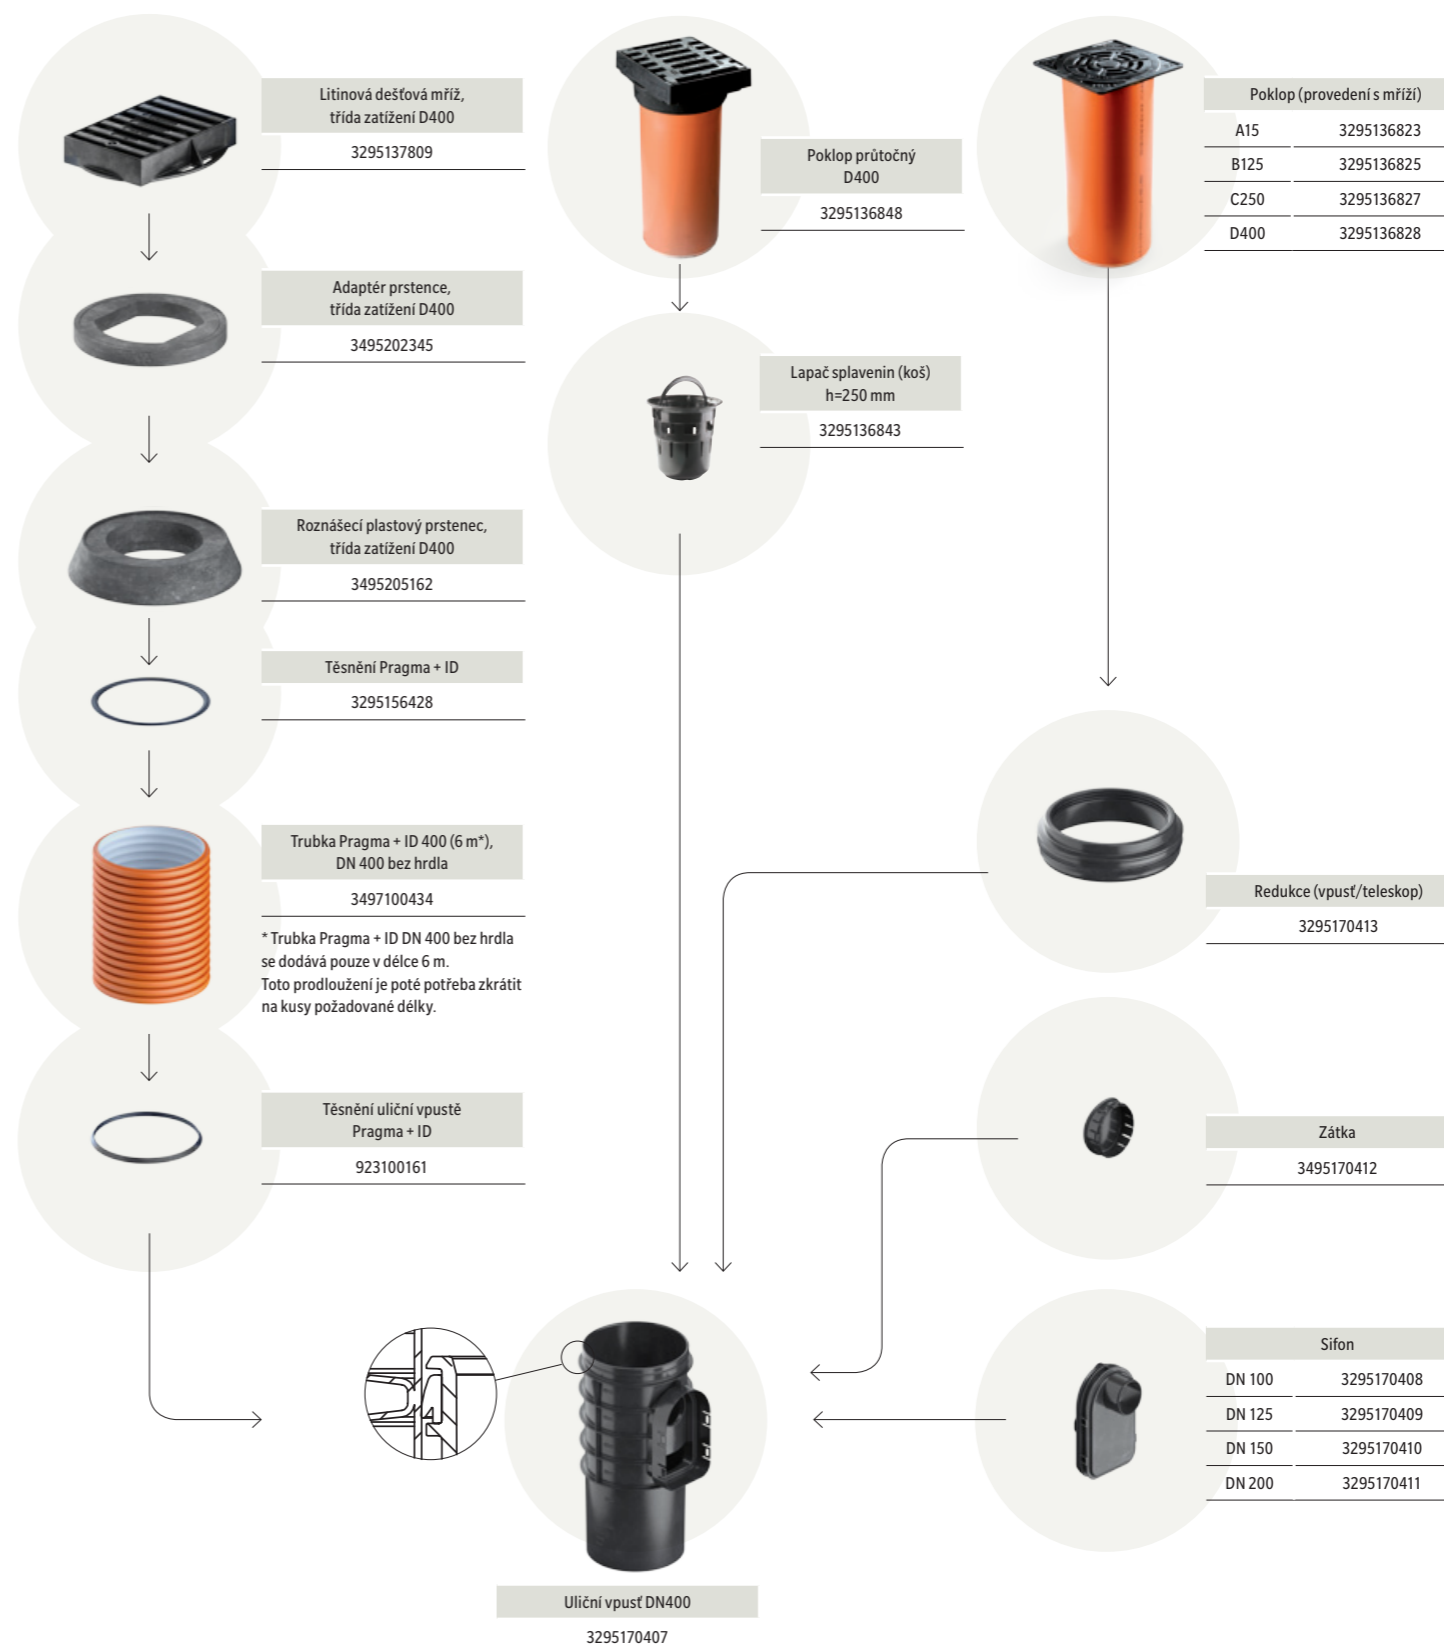 Litinová dešťová mříž,
třída zatížení D400
3295137809
Adaptér prstence,
třída zatížení D400
3495202345
Roznášecí plastový prstenec,
třída zatížení D400
3495205162
Těsnění Pragma + ID
3295156428
Trubka Pragma + ID 400 (6 m*),
DN 400 bez hrdla
3497100434
* Trubka Pragma + ID DN 400 bez hrdla
se dodává pouze v délce 6 m.
Toto prodloužení je poté potřeba zkrátit
na kusy požadované délky.
Těsnění uliční vpustě
Pragma + ID
923100161
Poklop průtočný
D400
3295136848
Lapač splavenin (koš)
h=250 mm
3295136843
Poklop (provedení s mříží)
A15 3295136823
B125 3295136825
C250 3295136827
D400 3295136828
Redukce (vpusť/teleskop)
3295170413
Zátka
3495170412
Sifon
DN 100 3295170408
DN 125 3295170409
DN 150 3295170410
DN 200 3295170411
Uliční vpusť DN400
3295170407